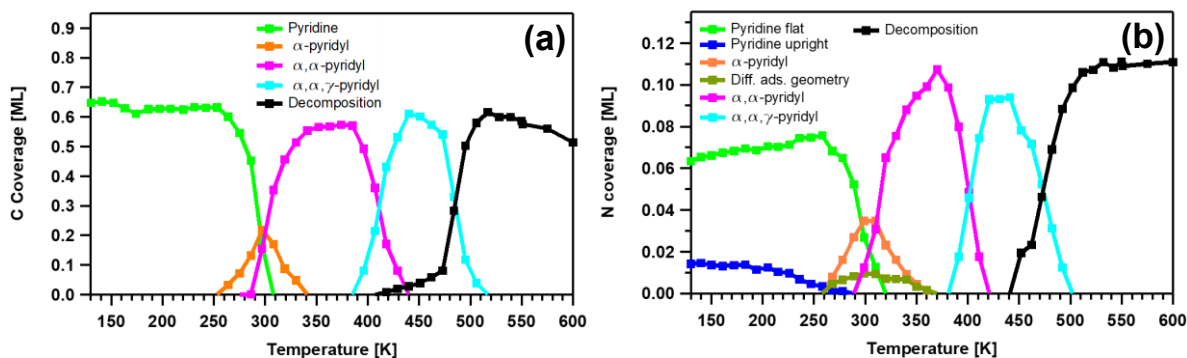 (a)
Pyridine
α-pyridyl
α,α-pyridyl
α,α,γ-pyridyl
Decomposition
C Coverage [ML]
0.9
0.8
0.7
0.6
0.5
0.4
0.3
0.2
0.1
0.0
150 200 250 300 350 400 450 500 550 600
Temperature [K]
(b)
Pyridine flat
Pyridine upright
α-pyridyl
Diff. ads. geometry
α,α-pyridyl
α,α,γ-pyridyl
Decomposition
N coverage [ML]
0.12
0.10
0.08
0.06
0.04
0.02
0.00
150 200 250 300 350 400 450 500 550 600
Temperature [K]